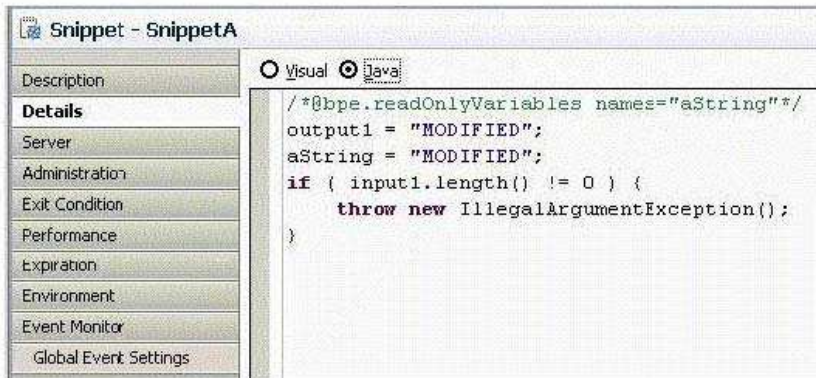 Snippet - SnippetA
Description
Details
Server
Administration
Exit Condition
Performance
Expiration
Environment
Event Monitor
Global Event Settings
Visual Java
/*@bpe.readOnlyVariables names="aString"*/
output1 = "MODIFIED";
aString = "MODIFIED";
if ( input1.length() != 0 ) {
    throw new IllegalArgumentException();
}